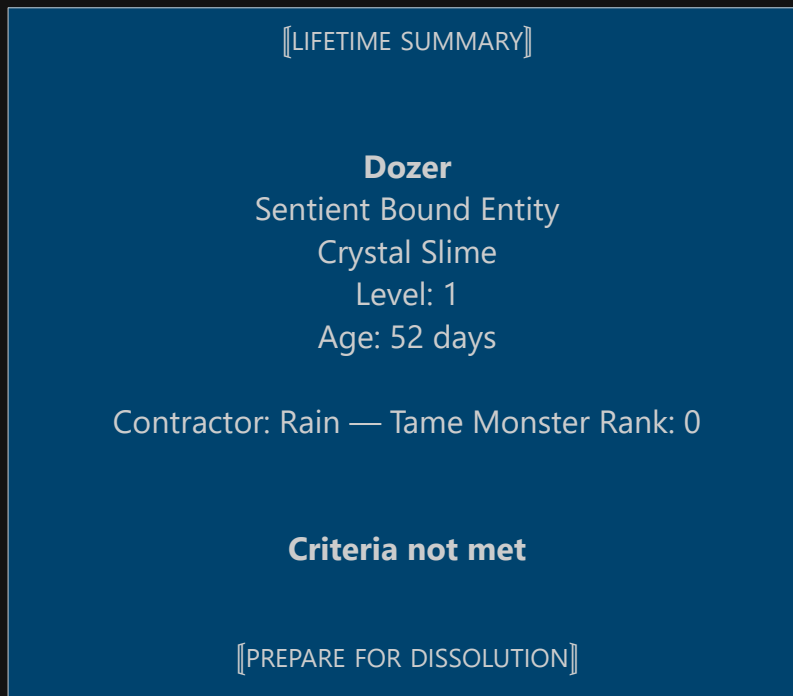 ⟦LIFETIME SUMMARY⟧
Dozer
Sentient Bound Entity
Crystal Slime
Level: 1
Age: 52 days
Contractor: Rain — Tame Monster Rank: 0
Criteria not met
⟦PREPARE FOR DISSOLUTION⟧